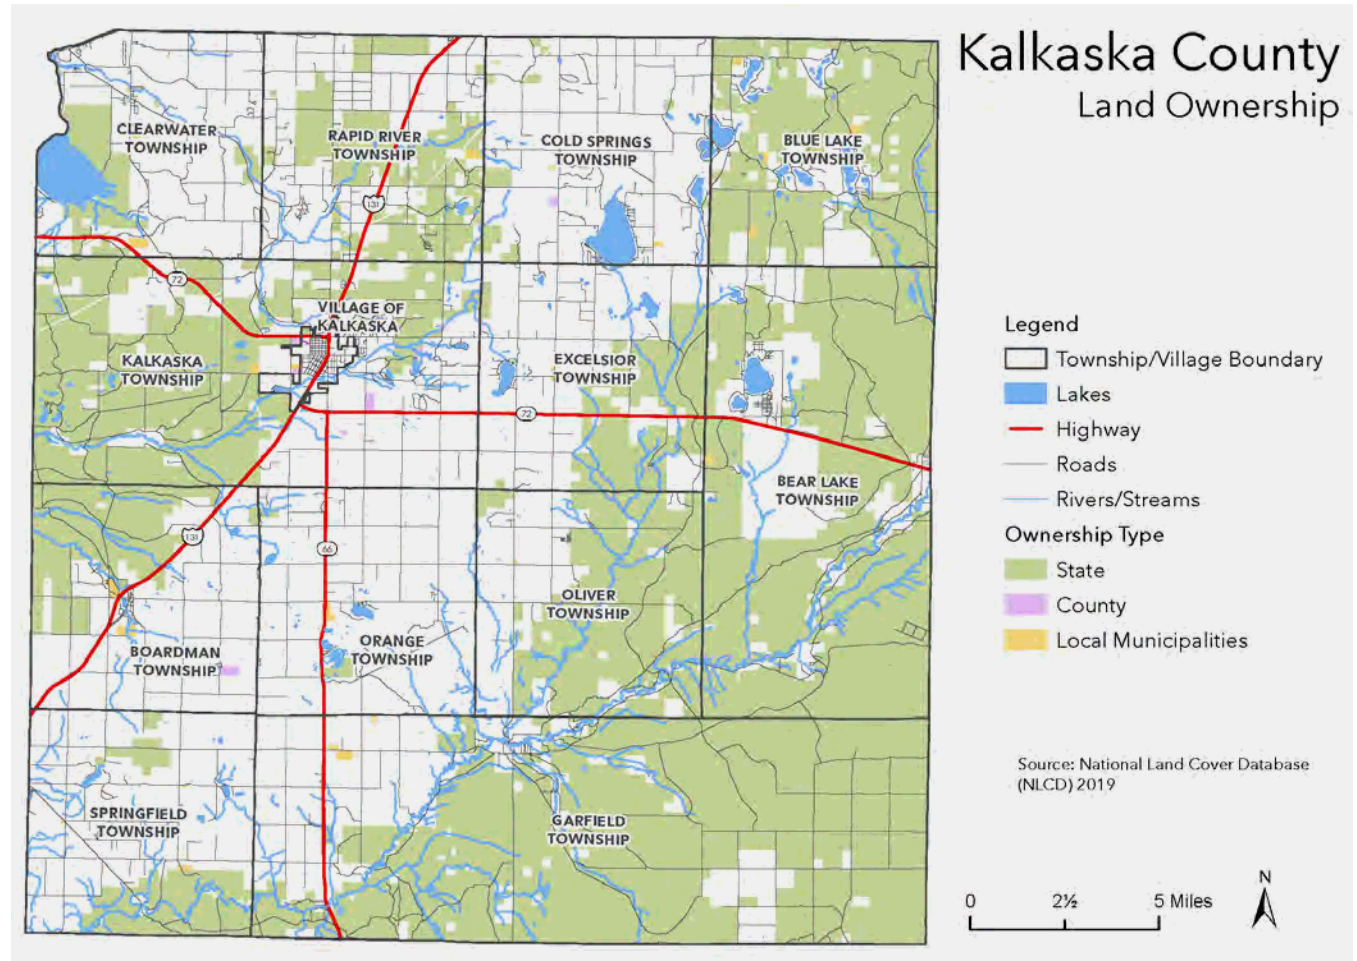 Kalkaska County
Land Ownership
CLEARWATER
TOWNSHIP
RAPID RIVER
TOWNSHIP
COLD SPRINGS
TOWNSHIP
BLUE LAKE
TOWNSHIP
131
72
VILLAGE OF
KALKASKA
KALKASKA
TOWNSHIP
EXCELSIOR
TOWNSHIP
72
BEAR LAKE
TOWNSHIP
131
66
OLIVER
TOWNSHIP
BOARDMAN
TOWNSHIP
ORANGE
TOWNSHIP
SPRINGFIELD
TOWNSHIP
GARFIELD
TOWNSHIP
Legend
Township/Village Boundary
Lakes
Highway
Roads
Rivers/Streams
Ownership Type
State
County
Local Municipalities
Source: National Land Cover Database
(NLCD) 2019
N
0 2½ 5 Miles